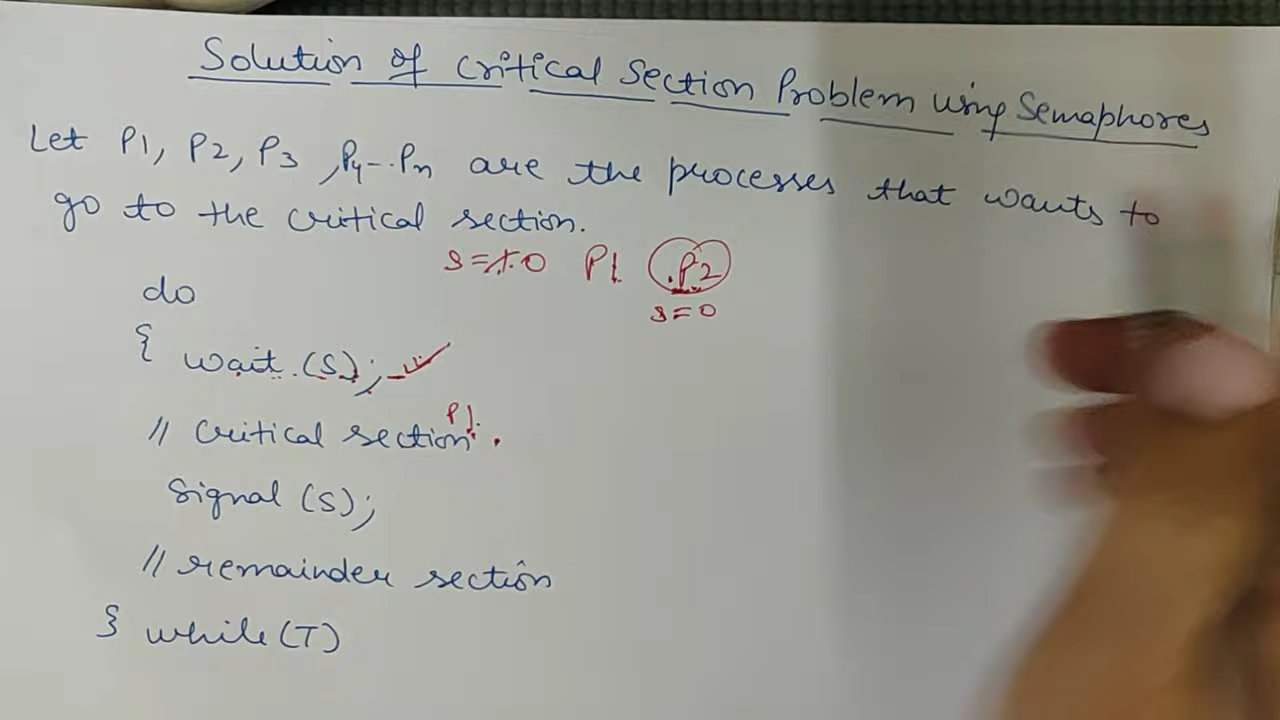 Solution of Critical Section Problem using Semaphores
Let P1, P2, P3, P4-..Pn are the processes that wants to
go to the critical section.
S=1.0 P1. .P2
S=0
do
{ wait.(S);
P1.
// Critical section.
Signal (S);
// remainder section
} while(T)